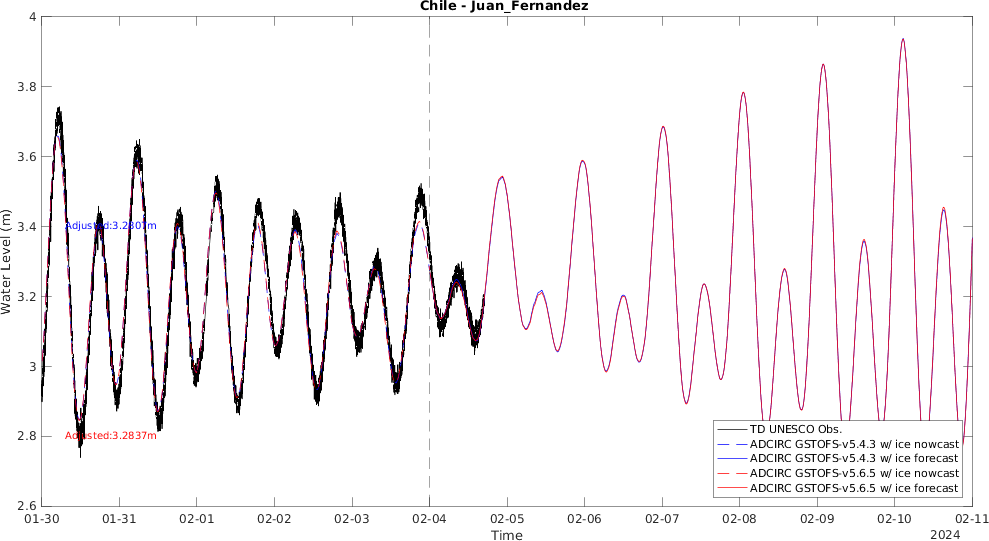 Chile - Juan_Fernandez
4
3.8
3.6
3.4
3.2
3
2.8
2.6
Water Level (m)
Adjusted:3.2837m
TD UNESCO Obs.
ADCIRC GSTOFS-v5.4.3 w/ ice nowcast
ADCIRC GSTOFS-v5.4.3 w/ ice forecast
ADCIRC GSTOFS-v5.6.5 w/ ice nowcast
ADCIRC GSTOFS-v5.6.5 w/ ice forecast
01-30 01-31 02-01 02-02 02-03 02-04 02-05 02-06 02-07 02-08 02-09 02-10 02-11
Time
2024